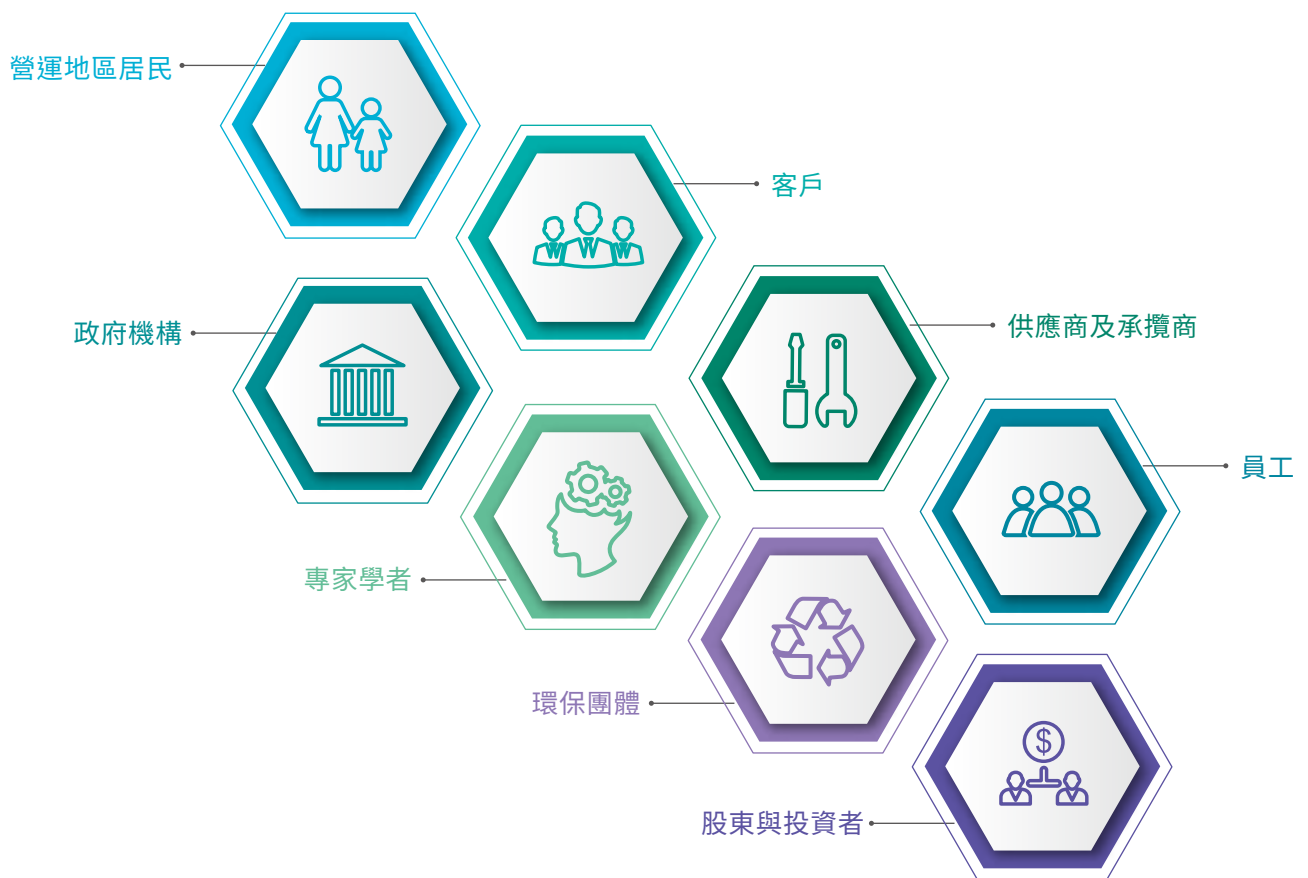 營運地區居民
客戶
政府機構
供應商及承攬商
員工
專家學者
環保團體
$
股東與投資者